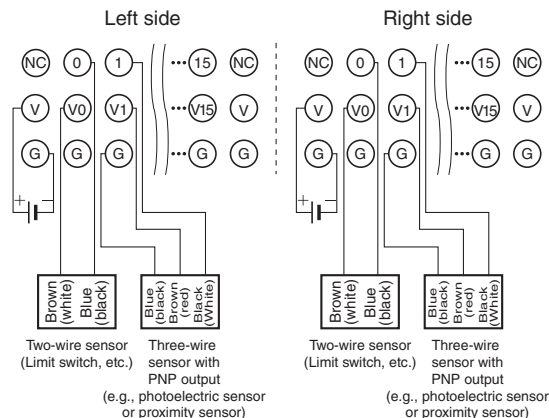 Left side Right side
NC 0 1 ••• 15 NC NC 0 1 ••• 15 NC
V V0 V1 V15 V V V0 V1 V15 V
G G G ••• G G G G G ••• G G
+ − + −
Brown (white) Blue (black) Blue (black) Brown (red) Black (White) Brown (white) Blue (black) Blue (black) Brown (red) Black (White)
Two-wire sensor Three-wire Two-wire sensor Three-wire
(Limit switch, etc.) sensor with (Limit switch, etc.) sensor with
PNP output PNP output
(e.g., photoelectric sensor (e.g., photoelectric sensor
or proximity sensor) or proximity sensor)